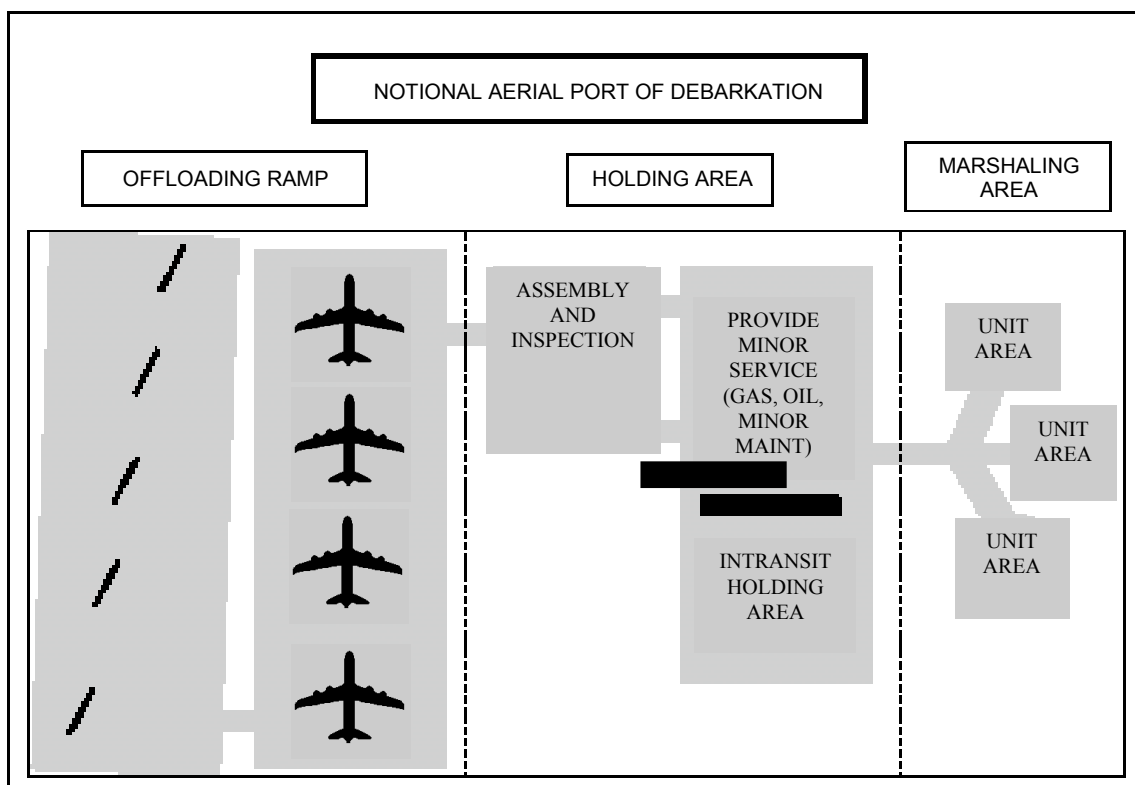 NOTIONAL AERIAL PORT OF DEBARKATION
OFFLOADING RAMP
HOLDING AREA
MARSHALING
AREA
ASSEMBLY
AND
INSPECTION
PROVIDE
MINOR
SERVICE
(GAS, OIL,
MINOR
MAINT)
INTRANSIT
HOLDING
AREA
UNIT
AREA
UNIT
AREA
UNIT
AREA